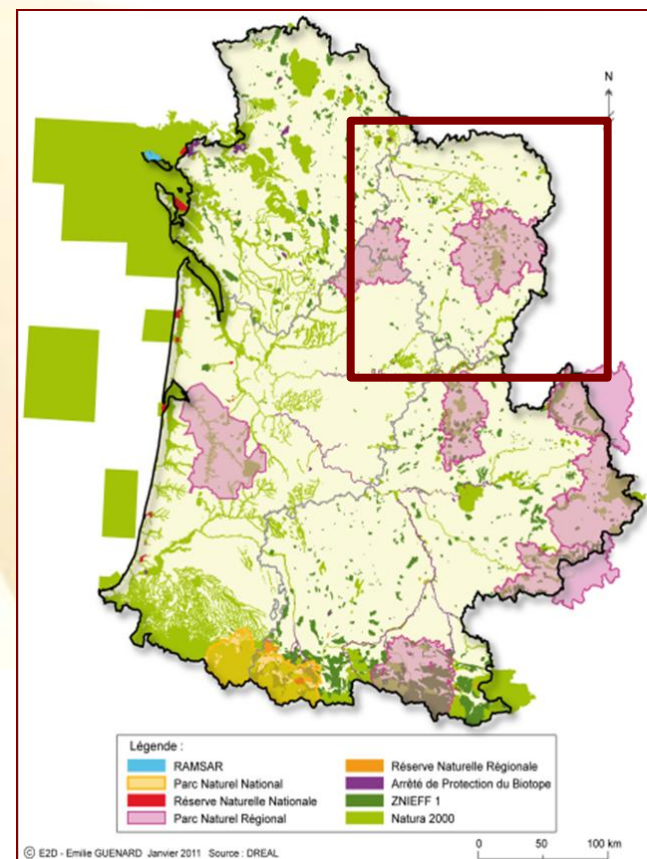 N
Légende :
RAMSAR
Parc Naturel National
Réserve Naturelle Nationale
Parc Naturel Régional
Réserve Naturelle Régionale
Arrêté de Protection du Biotope
ZNIEFF 1
Natura 2000
© E2D - Emilie GUENARD Janvier 2011 Source : DREAL
0 50 100 km